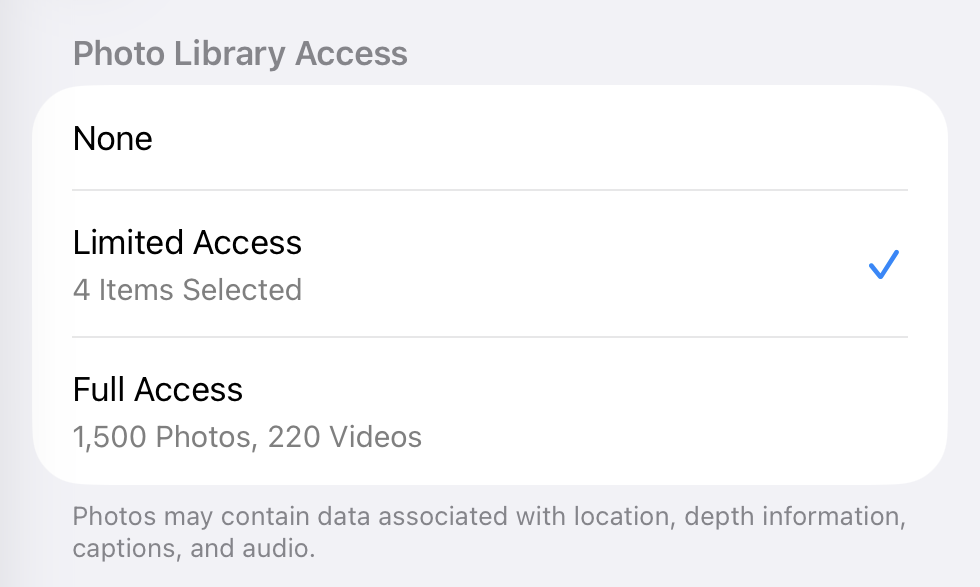 Photo Library Access
None
Limited Access
4 Items Selected
Full Access
1,500 Photos, 220 Videos
Photos may contain data associated with location, depth information,
captions, and audio.